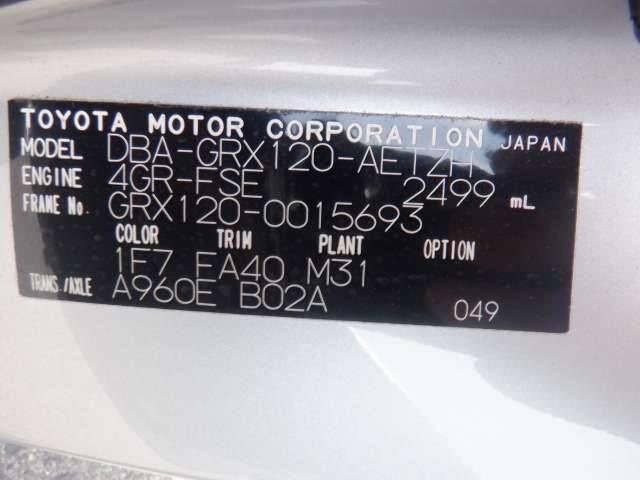 TOYOTA MOTOR CORPORATION JAPAN
MODEL DBA-GRX120-AETZH
ENGINE 4GR-FSE 2499 mL
FRAME No. GRX120-0015693
COLOR TRIM PLANT OPTION
1F7 FA40 M31
TRANS./AXLE A960E B02A 049